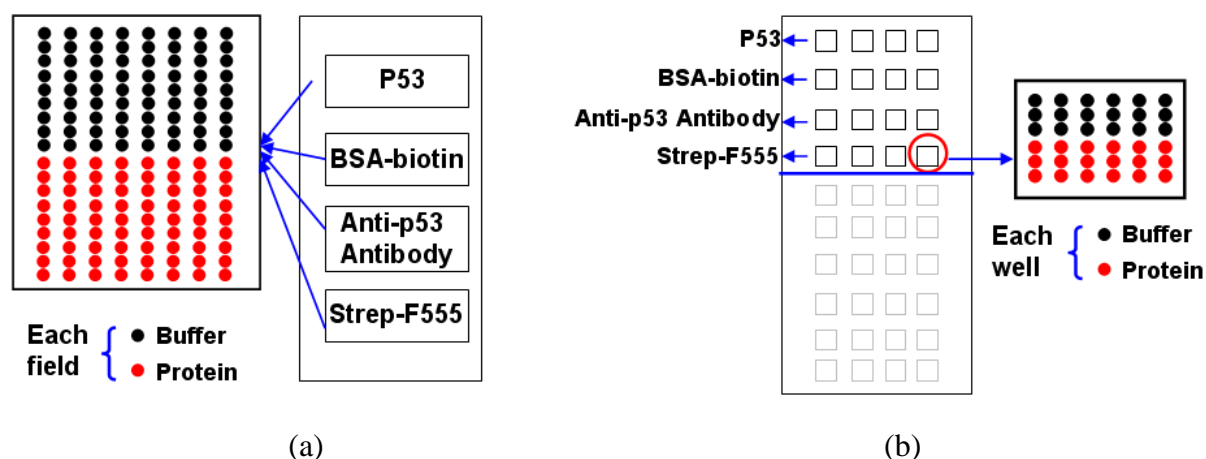 P53
BSA-biotin
Anti-p53
Antibody
Strep-F555
Each
field
Buffer
Protein
(a)
P53
BSA-biotin
Anti-p53 Antibody
Strep-F555
Each
well
Buffer
Protein
(b)